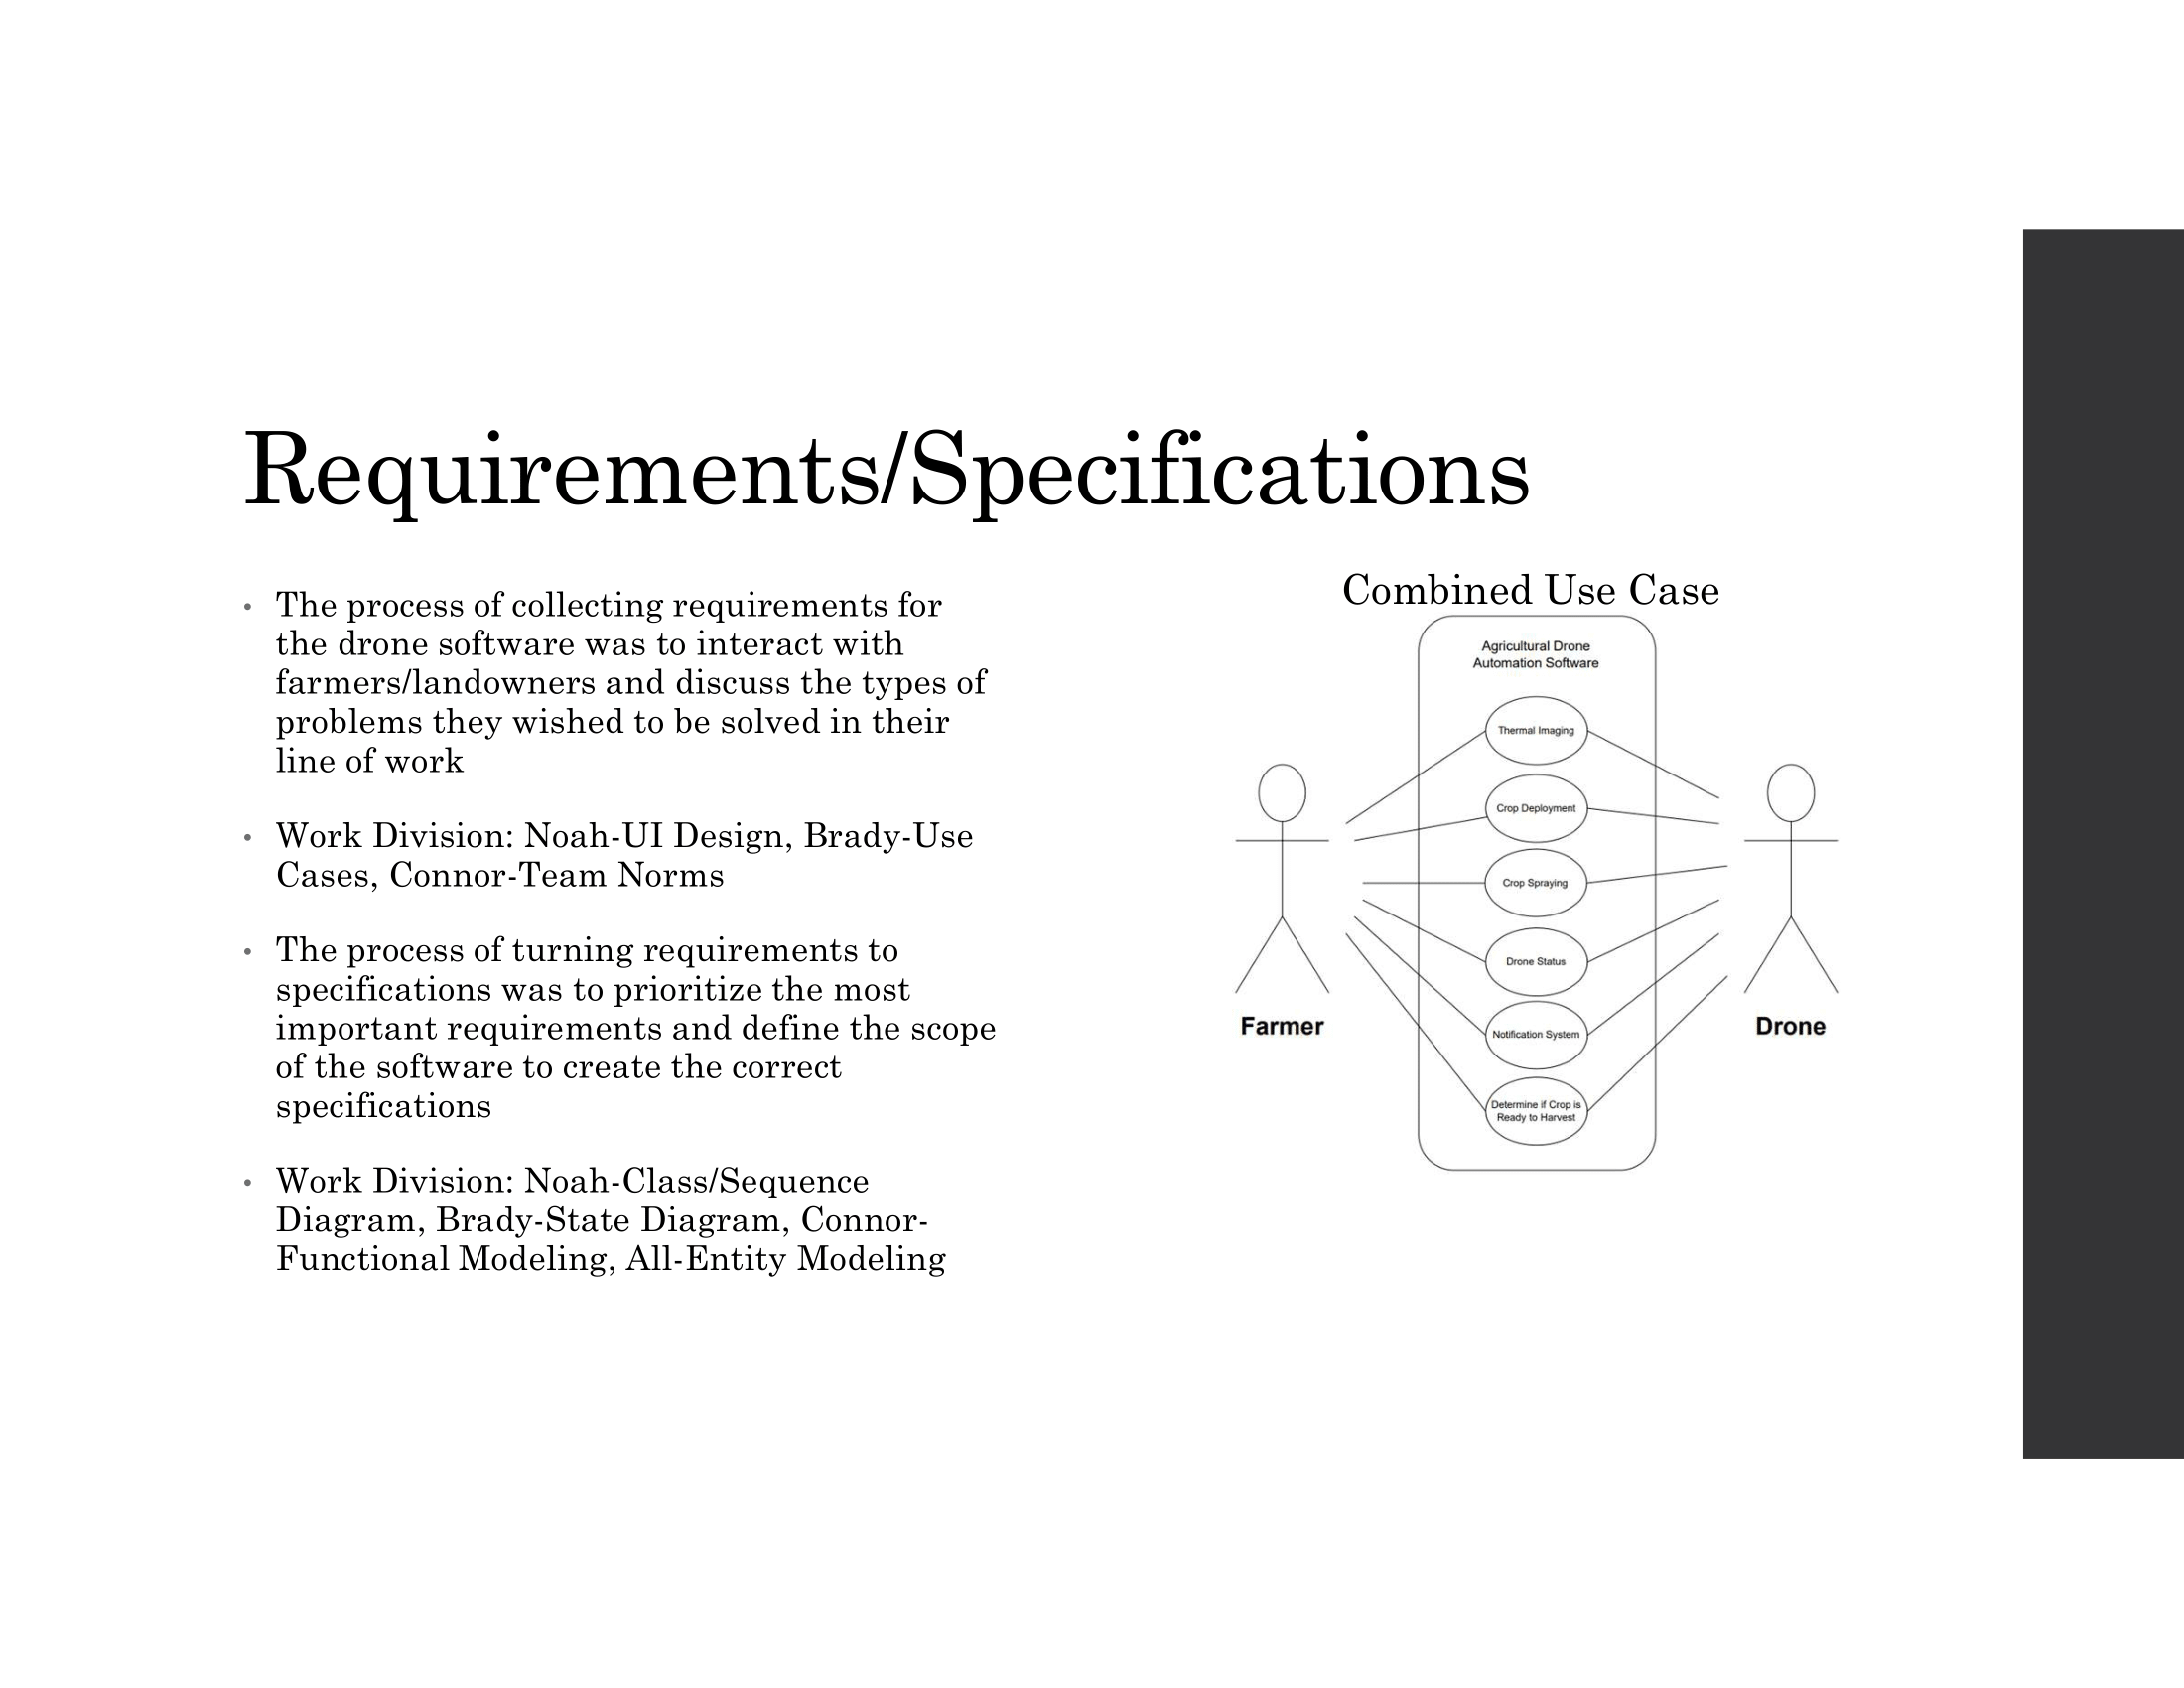 Requirements/Specifications
• The process of collecting requirements for
the drone software was to interact with
farmers/landowners and discuss the types of
problems they wished to be solved in their
line of work
• Work Division: Noah-UI Design, Brady-Use
Cases, Connor-Team Norms
• The process of turning requirements to
specifications was to prioritize the most
important requirements and define the scope
of the software to create the correct
specifications
• Work Division: Noah-Class/Sequence
Diagram, Brady-State Diagram, Connor-
Functional Modeling, All-Entity Modeling
Combined Use Case
Agricultural Drone
Automation Software
Thermal Imaging
Crop Deployment
Crop Spraying
Drone Status
Notification System
Determine if Crop is
Ready to Harvest
Farmer
Drone